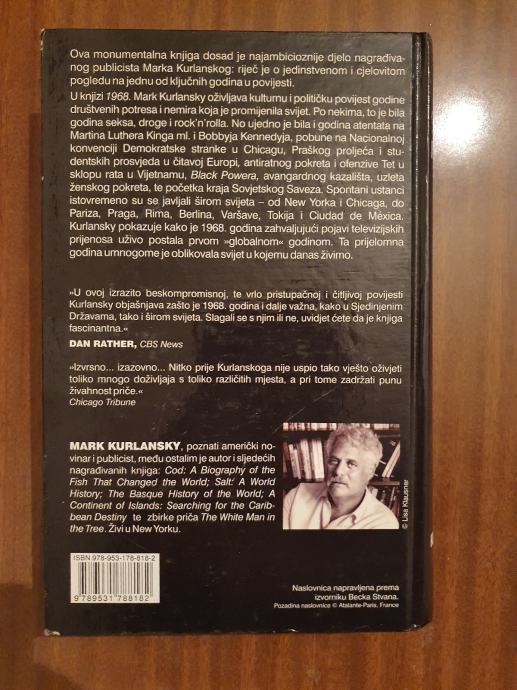 Ova monumentalna knjiga dosad je najambicioznije djelo nagrađiva-
nog publicista Marka Kurlanskog: riječ je o jedinstvenom i cjelovitom
pogledu na jednu od ključnih godina u povijesti.
U knjizi 1968. Mark Kurlansky oživljava kulturnu i političku povijest godine
društvenih potresa i nemira koja je promijenila svijet. Po nekima, to je bila
godina seksa, droge i rock'n'rolla. No ujedno je bila i godina atentata na
Martina Luthera Kinga ml. i Bobbyja Kennedyja, pobune na Nacionalnoj
konvenciji Demokratske stranke u Chicagu, Praškog proljeća i stu-
dentskih prosvjeda u čitavoj Europi, antiratnog pokreta i ofenzive Tet u
sklopu rata u Vijetnamu, Black Powera, avangardnog kazališta, uzleta
ženskog pokreta, te početka kraja Sovjetskog Saveza. Spontani ustanci
istovremeno su se javljali širom svijeta – od New Yorka i Chicaga, do
Pariza, Praga, Rima, Berlina, Varšave, Tokija i Ciudad de Méxica.
Kurlansky pokazuje kako je 1968. godina zahvaljujući pojavi televizijskih
prijenosa uživo postala prvom »globalnom« godinom. Ta prijelomna
godina umnogome je oblikovala svijet u kojemu danas živimo.
»U ovoj izrazito beskompromisnoj, te vrlo pristupačnoj i čitljivoj povijesti
Kurlansky objašnjava zašto je 1968. godina i dalje važna, kako u Sjedinjenim
Državama, tako i širom svijeta. Slagali se s njim ili ne, uvidjet ćete da je knjiga
fascinantna.«
DAN RATHER, CBS News
»Izvrsno... izazovno... Nitko prije Kurlanskoga nije uspio tako vješto oživjeti
toliko mnogo doživljaja s toliko različitih mjesta, a pri tome zadržati punu
živahnost priče.«
Chicago Tribune
MARK KURLANSKY, poznati američki no-
vinar i publicist, među ostalim je autor i sljedećih
nagrađivanih knjiga: Cod: A Biography of the
Fish That Changed the World; Salt: A World
History; The Basque History of the World; A
Continent of Islands: Searching for the Carib-
bean Destiny te zbirke priča The White Man in
the Tree. Živi u New Yorku.
© Lisa Klausner
ISBN 978-953-178-818-2
9789531788182
Naslovnica napravljena prema
izvorniku Becka Stvana.
Pozadina naslovnice © Atalante-Paris, France